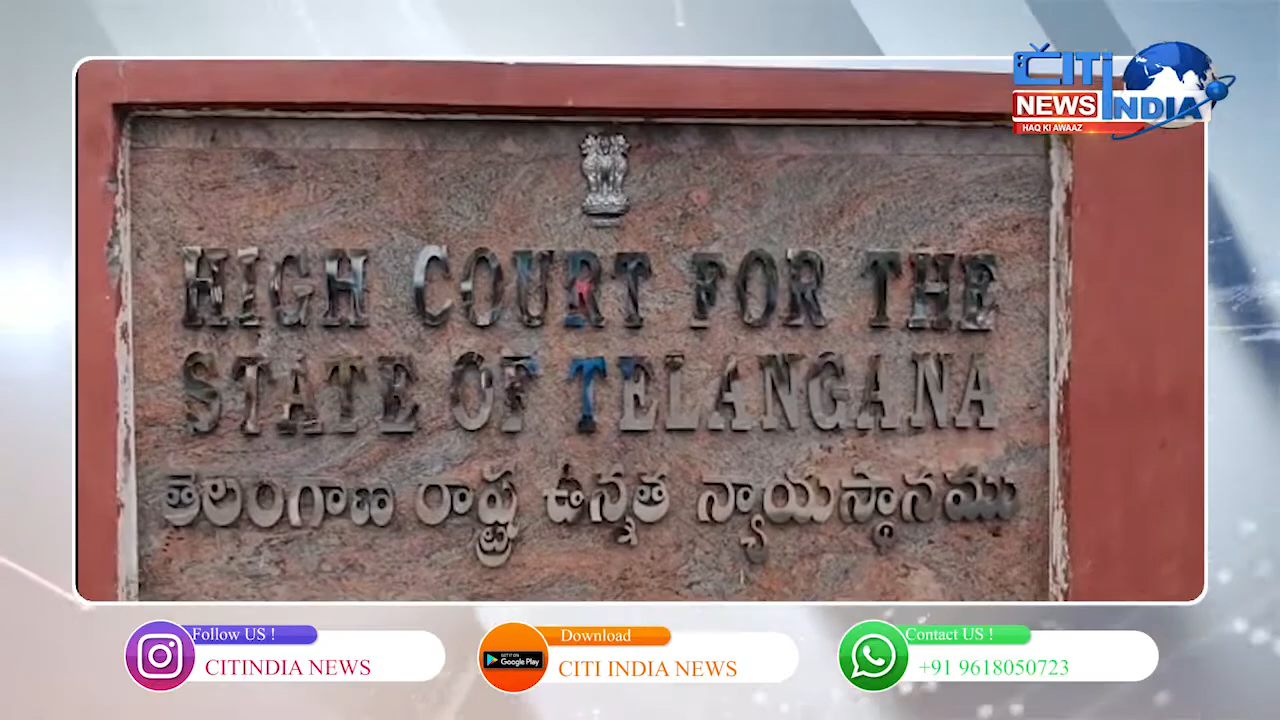 CITI
NEWS INDIA
HAQ KI AWAAZ
HIGH COURT FOR THE
STATE OF TELANGANA
తెలంగాణ రాష్ట్ర ఉన్నత న్యాయస్థానము
Follow US !
CITINDIA NEWS
Download
GET IT ON
Google Play
CITI INDIA NEWS
Contact US !
+91 9618050723